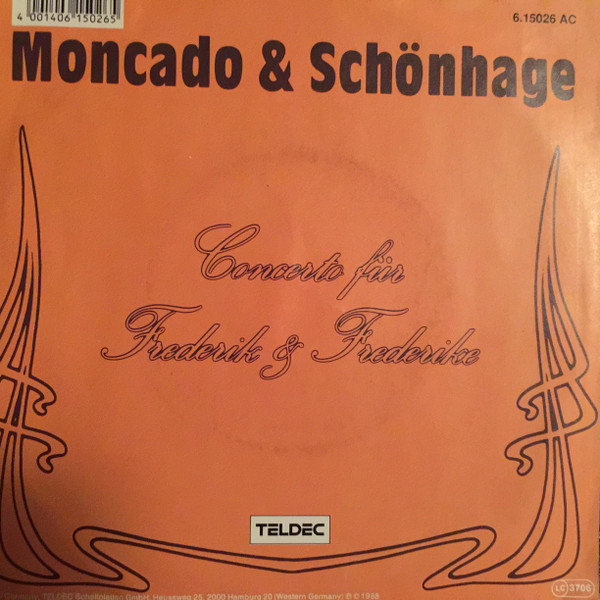 4 001406 150265
6.15026 AC
Moncado & Schönhage
Concerto für
Frederik & Frederike
TELDEC
TELDEC Schallplatten GmbH, Heussweg 25, 2000 Hamburg 20 (Western Germany) ℗ © 1988
LC 3706